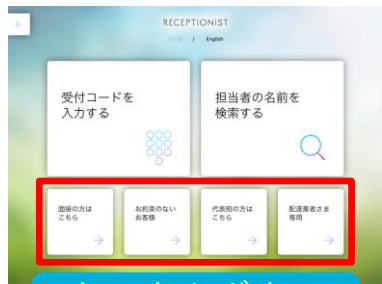 RECEPTIONIST
日本語 / English
受付コードを
入力する
担当者の名前を
検索する
面接の方は
こちら
お約束のない
お客様
代表宛の方は
こちら
配達業者さま
専用